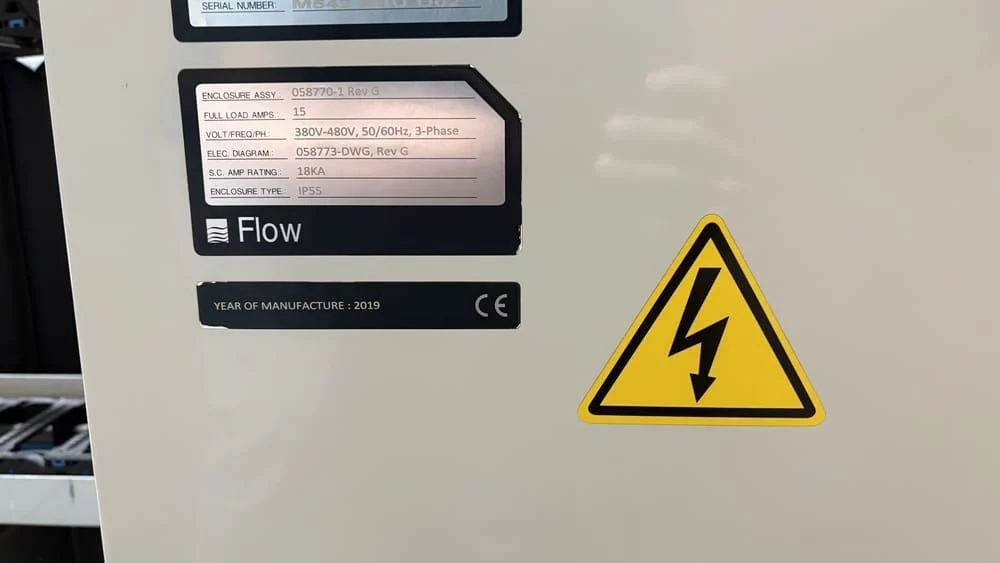 SERIAL NUMBER:
ENCLOSURE ASSY.: 058770-1 Rev G
FULL LOAD AMPS.: 15
VOLT/FREQ/PH.: 380V-480V, 50/60Hz, 3-Phase
ELEC. DIAGRAM.: 058773-DWG, Rev G
S.C. AMP RATING.: 18KA
ENCLOSURE TYPE.: IP55
Flow
YEAR OF MANUFACTURE : 2019 CE